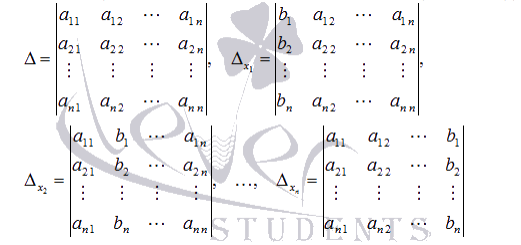 Δ = | a₁₁ a₁₂ ⋯ a₁ₙ |, Δₓ₁ = | b₁ a₁₂ ⋯ a₁ₙ |,
| a₂₁ a₂₂ ⋯ a₂ₙ | | b₂ a₂₂ ⋯ a₂ₙ |
| ⋮ ⋮ ⋮ ⋮ | | ⋮ ⋮ ⋮ ⋮ |
| aₙ₁ aₙ₂ ⋯ aₙₙ | | bₙ aₙ₂ ⋯ aₙₙ |
Δₓ₂ = | a₁₁ b₁ ⋯ a₁ₙ |, …, Δₓₙ = | a₁₁ a₁₂ ⋯ b₁ |
| a₂₁ b₂ ⋯ a₂ₙ | | a₂₁ a₂₂ ⋯ b₂ |
| ⋮ ⋮ ⋮ ⋮ | | ⋮ ⋮ ⋮ ⋮ |
| aₙ₁ bₙ ⋯ aₙₙ | | aₙ₁ aₙ₂ ⋯ bₙ |
clever
STUDENTS